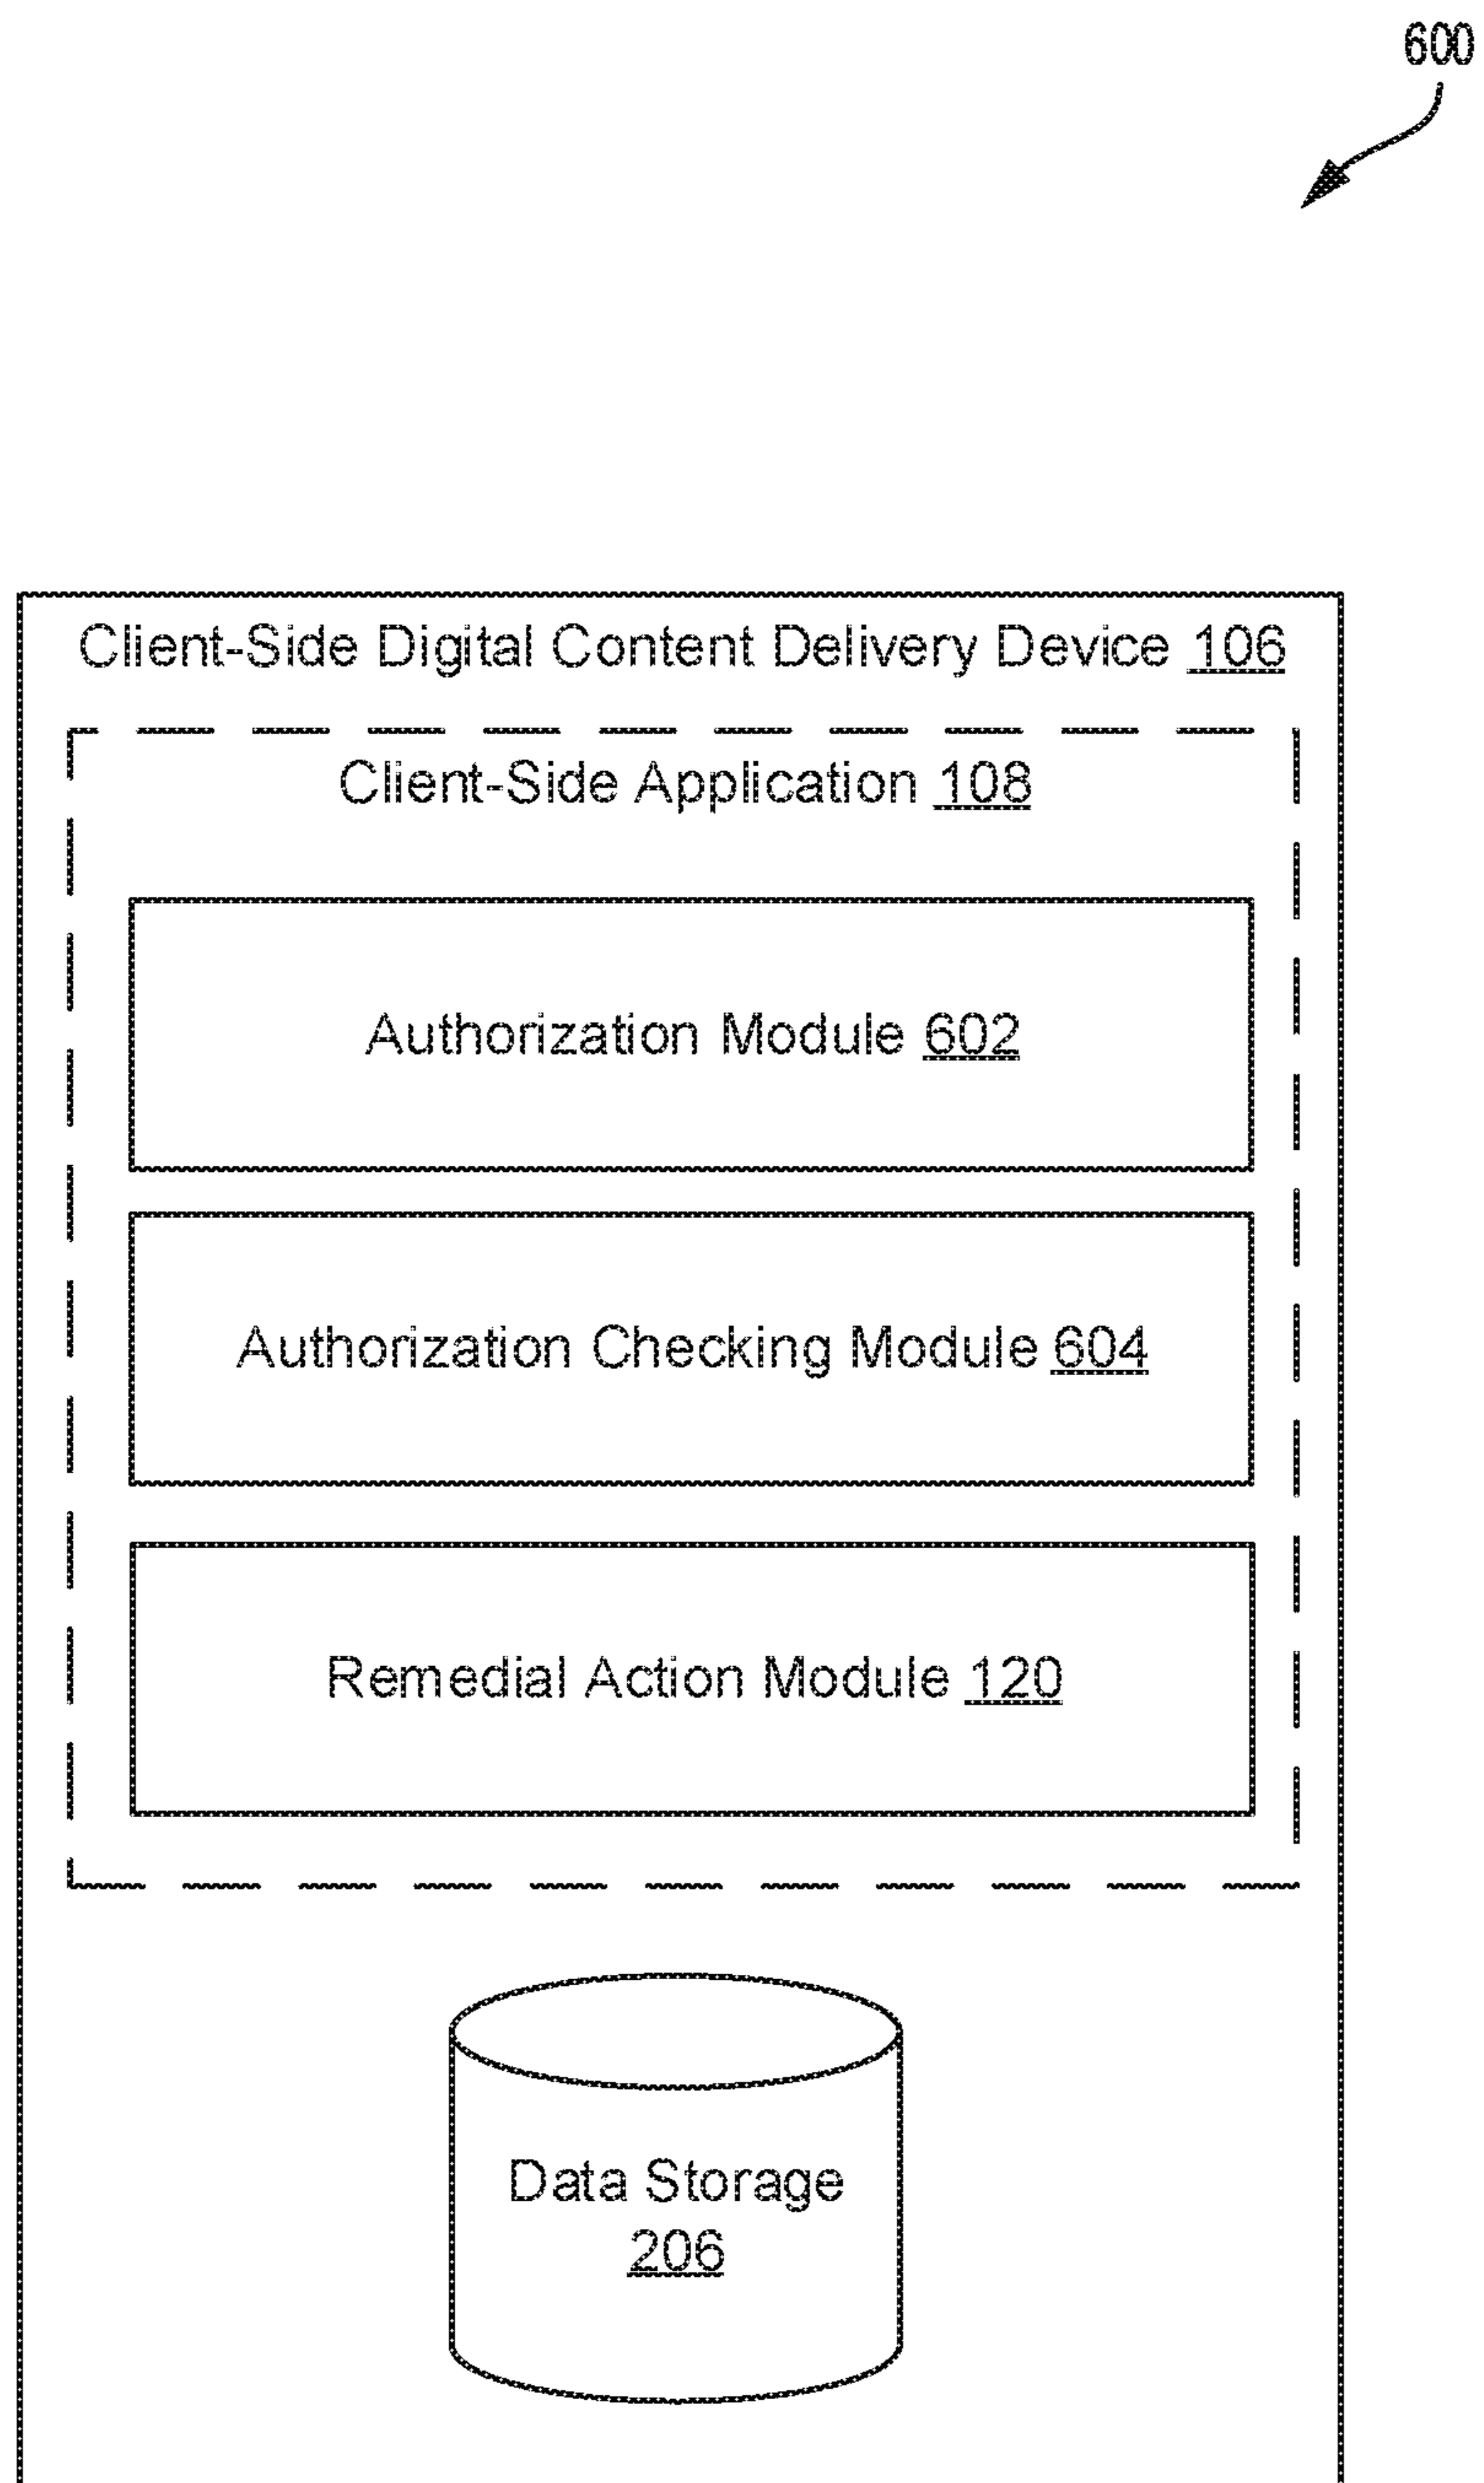 600
Client-Side Digital Content Delivery Device 106
Client-Side Application 108
Authorization Module 602
Authorization Checking Module 604
Remedial Action Module 120
Data Storage
206